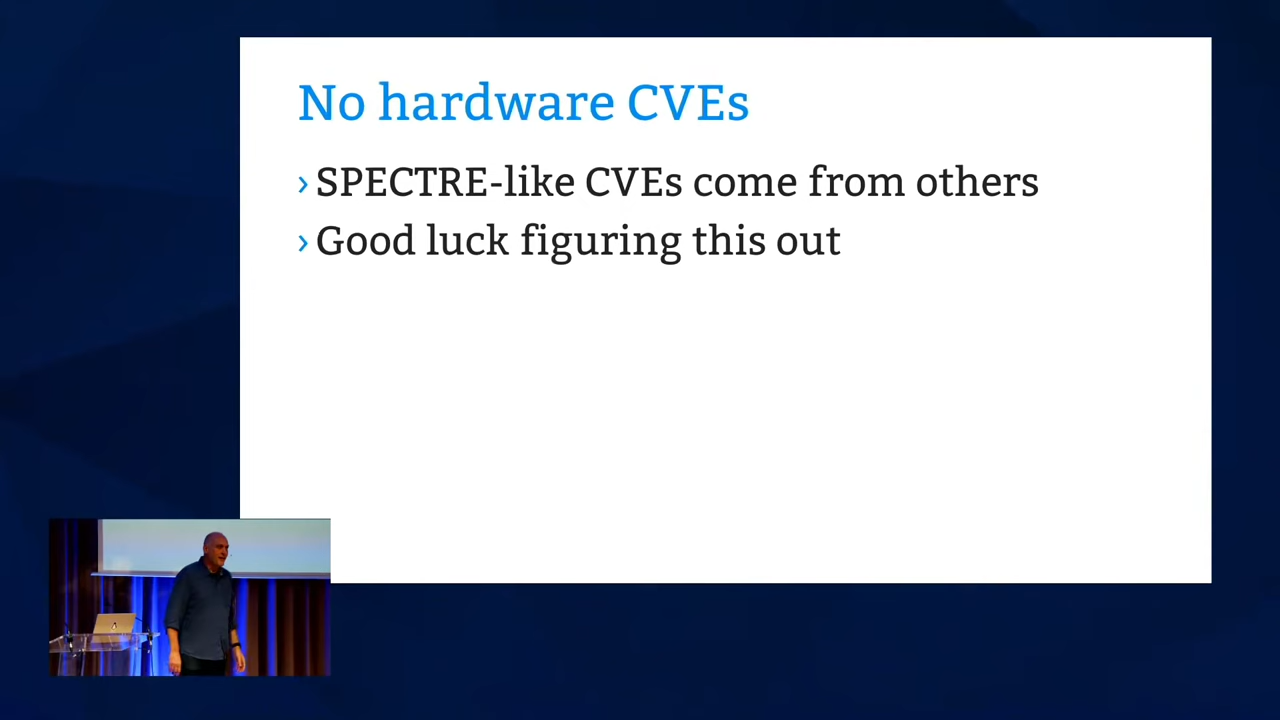 No hardware CVEs
› SPECTRE-like CVEs come from others
› Good luck figuring this out